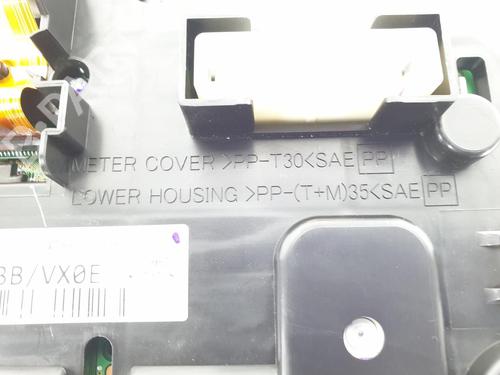 METER COVER >PP-T30<SAE PP
LOWER HOUSING >PP-(T+M)35<SAE PP
3B/VX0E